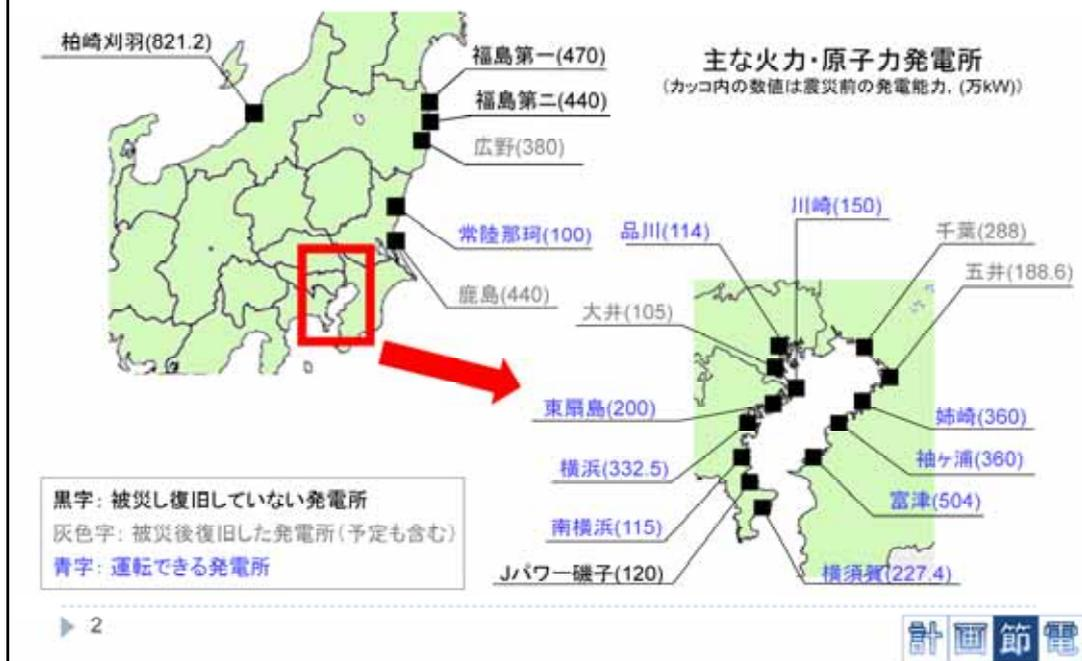 主な火力・原子力発電所
(カッコ内の数値は震災前の発電能力, (万kW))
柏崎刈羽(821.2)
福島第一(470)
福島第二(440)
広野(380)
常陸那珂(100)
鹿島(440)
川崎(150)
品川(114)
大井(105)
千葉(288)
五井(188.6)
東扇島(200)
横浜(332.5)
南横浜(115)
Jパワー磯子(120)
姉崎(360)
袖ヶ浦(360)
富津(504)
横須賀(227.4)
黒字: 被災し復旧していない発電所
灰色字: 被災後復旧した発電所(予定も含む)
青字: 運転できる発電所
2
計画節電